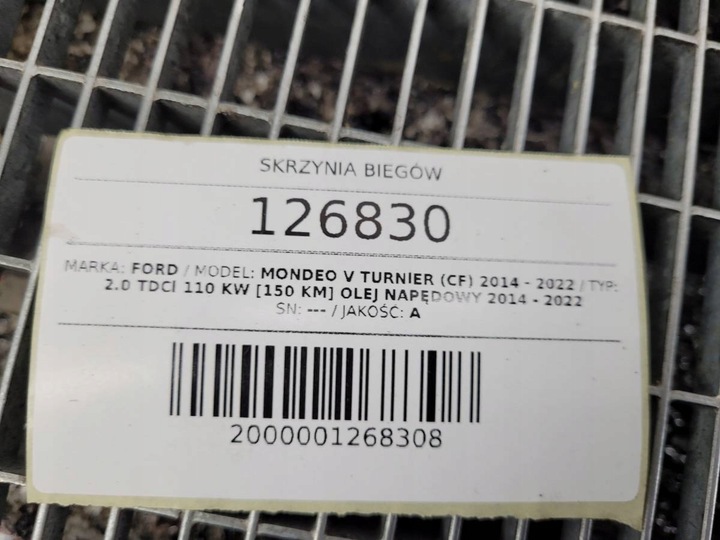 SKRZYNIA BIEGÓW
126830
MARKA: FORD / MODEL: MONDEO V TURNIER (CF) 2014 - 2022 / TYP:
2.0 TDCI 110 KW [150 KM] OLEJ NAPĘDOWY 2014 - 2022
SN: --- / JAKOŚĆ: A
2000001268308